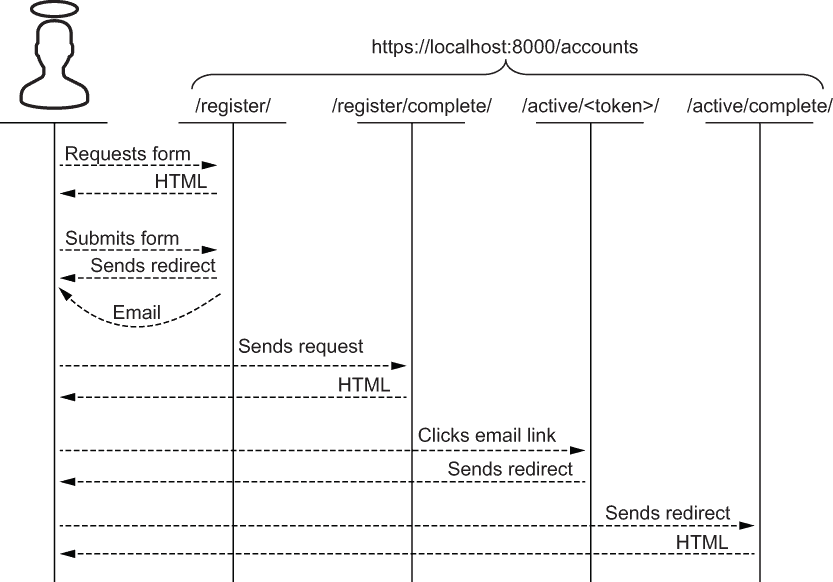 https://localhost:8000/accounts
/register/
/register/complete/
/active/<token>/
/active/complete/
Requests form
HTML
Submits form
Sends redirect
Email
Sends request
HTML
Clicks email link
Sends redirect
Sends redirect
HTML